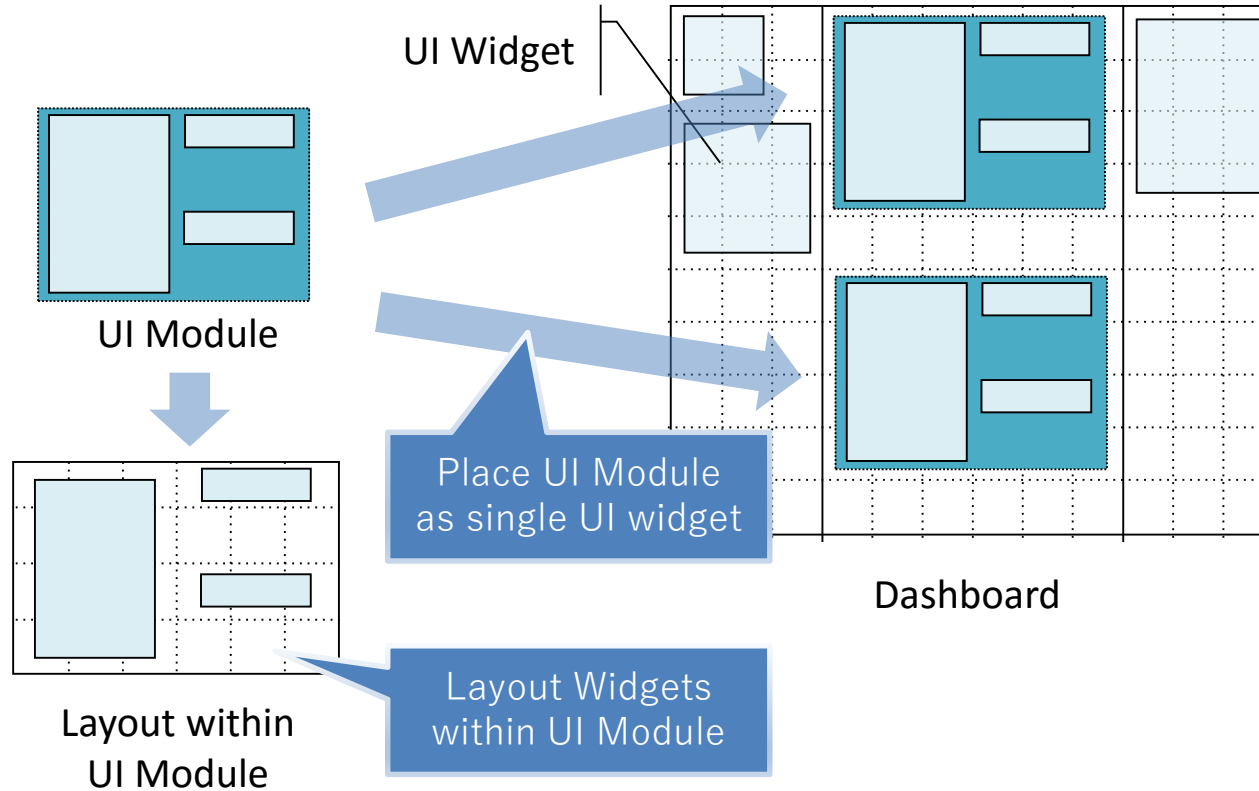 UI Widget
UI Module
Place UI Module
as single UI widget
Dashboard
Layout Widgets
within UI Module
Layout within
UI Module